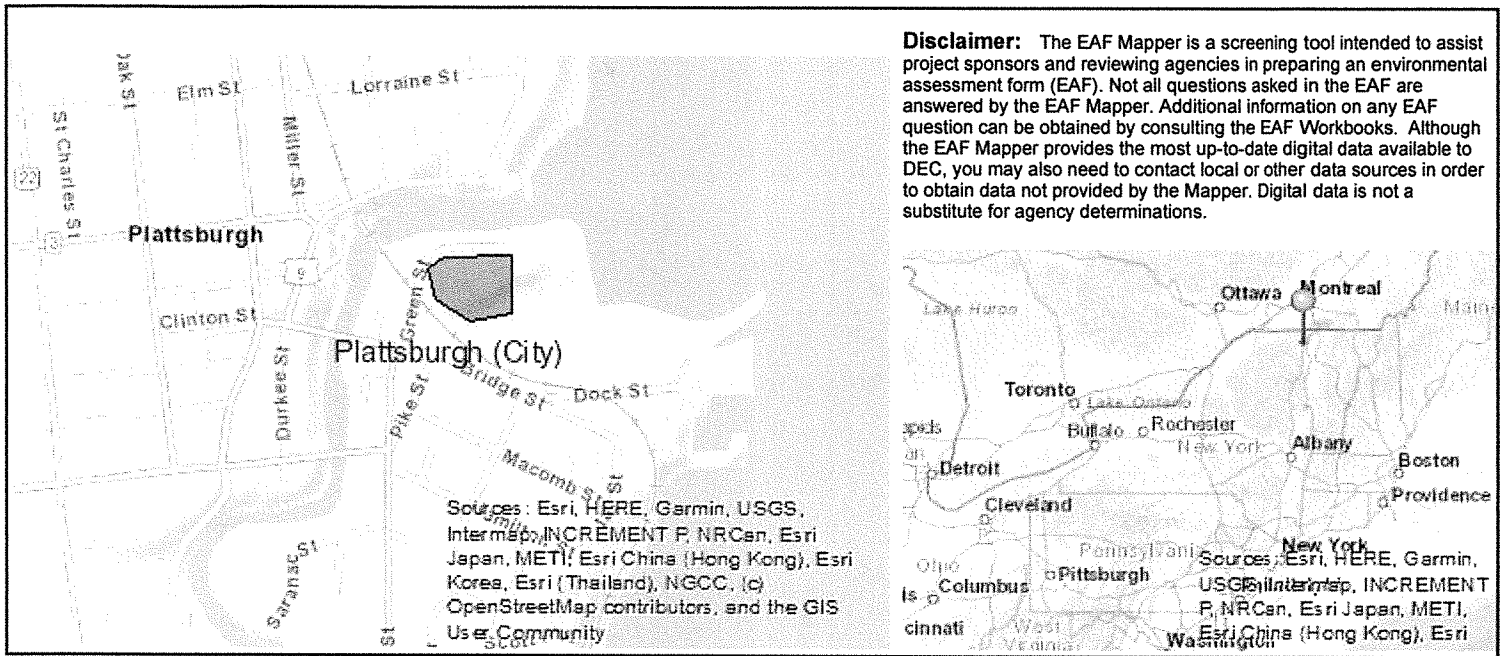 Disclaimer: The EAF Mapper is a screening tool intended to assist
project sponsors and reviewing agencies in preparing an environmental
assessment form (EAF). Not all questions asked in the EAF are
answered by the EAF Mapper. Additional information on any EAF
question can be obtained by consulting the EAF Workbooks. Although
the EAF Mapper provides the most up-to-date digital data available to
DEC, you may also need to contact local or other data sources in order
to obtain data not provided by the Mapper. Digital data is not a
substitute for agency determinations.
Elm St
Lorraine St
St Charles St
Miller St
22
3
Plattsburgh
9
Green St
Clinton St
Plattsburgh (City)
Durkee St
Pike St
Bridge St
Dock St
Macomb St
Saranac St
St
Scott
Sources: Esri, HERE, Garmin, USGS,
Intermap, INCREMENT P, NRCan, Esri
Japan, METI, Esri China (Hong Kong), Esri
Korea, Esri (Thailand), NGCC, (c)
OpenStreetMap contributors, and the GIS
User Community
Ottawa
Montreal
Lake Huron
Toronto
Lake Ontario
Buffalo
Rochester
New York
Albany
Detroit
Boston
Providence
Cleveland
Pennsylvania
New York
Ohio
Pittsburgh
Columbus
cinnati
West
Virginia
Washington
Sources: Esri, HERE, Garmin,
USGS, Intermap, INCREMENT
P, NRCan, Esri Japan, METI,
Esri China (Hong Kong), Esri